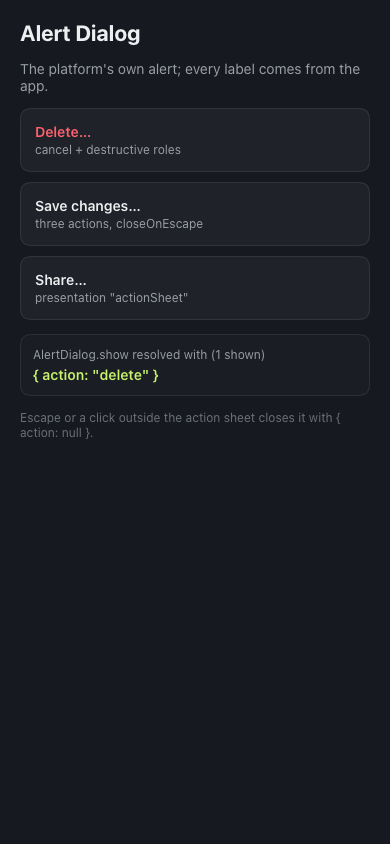 Alert Dialog
The platform's own alert; every label comes from the
app.
Delete...
cancel + destructive roles
Save changes...
three actions, closeOnEscape
Share...
presentation "actionSheet"
AlertDialog.show resolved with (1 shown)
{ action: "delete" }
Escape or a click outside the action sheet closes it with {
action: null }.